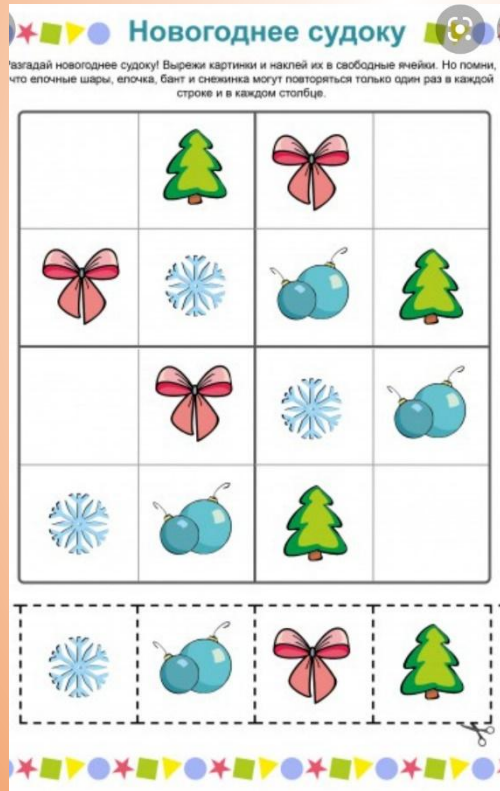 Новогоднее судоку
Разгадай новогоднее судоку! Вырежи картинки и наклей их в свободные ячейки. Но помни,
что елочные шары, елочка, бант и снежинка могут повторяться только один раз в каждой
строке и в каждом столбце.